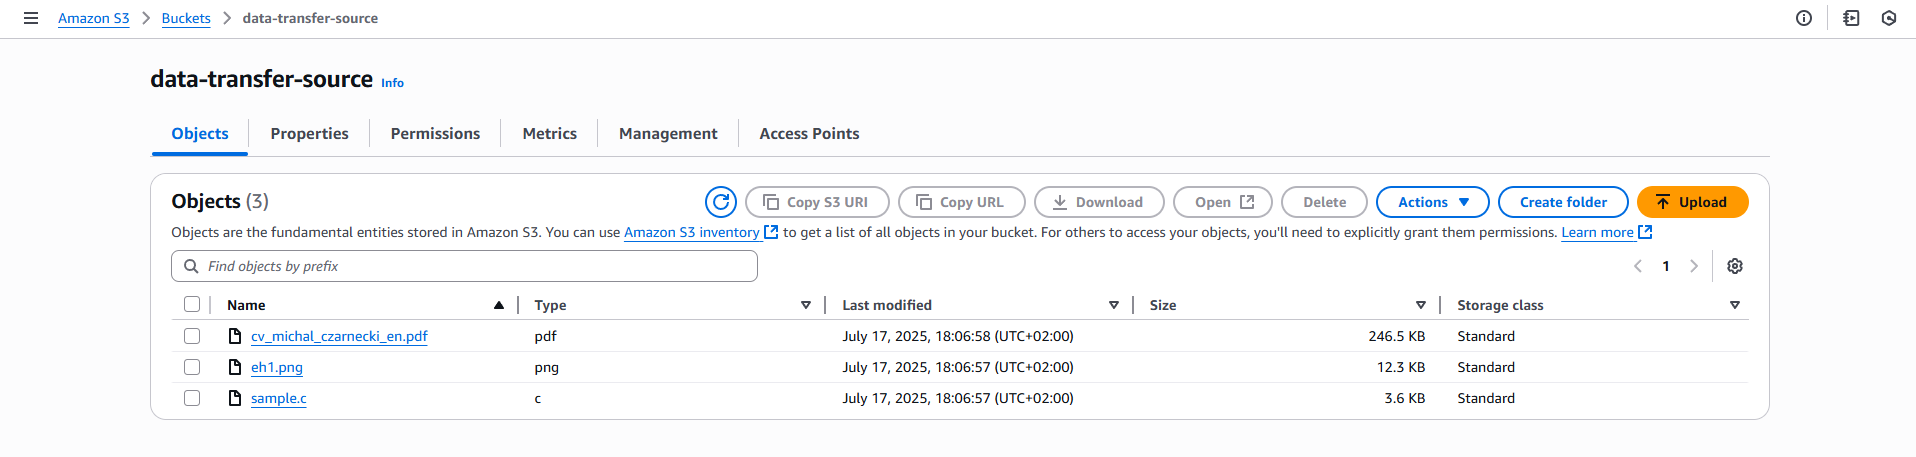 Amazon S3 > Buckets > data-transfer-source
data-transfer-source Info
Objects Properties Permissions Metrics Management Access Points
Objects (3) Copy S3 URI Copy URL Download Open Delete Actions Create folder Upload
Objects are the fundamental entities stored in Amazon S3. You can use Amazon S3 inventory to get a list of all objects in your bucket. For others to access your objects, you'll need to explicitly grant them permissions. Learn more
Find objects by prefix 1
Name Type Last modified Size Storage class
cv_michal_czarnecki_en.pdf pdf July 17, 2025, 18:06:58 (UTC+02:00) 246.5 KB Standard
eh1.png png July 17, 2025, 18:06:57 (UTC+02:00) 12.3 KB Standard
sample.c c July 17, 2025, 18:06:57 (UTC+02:00) 3.6 KB Standard